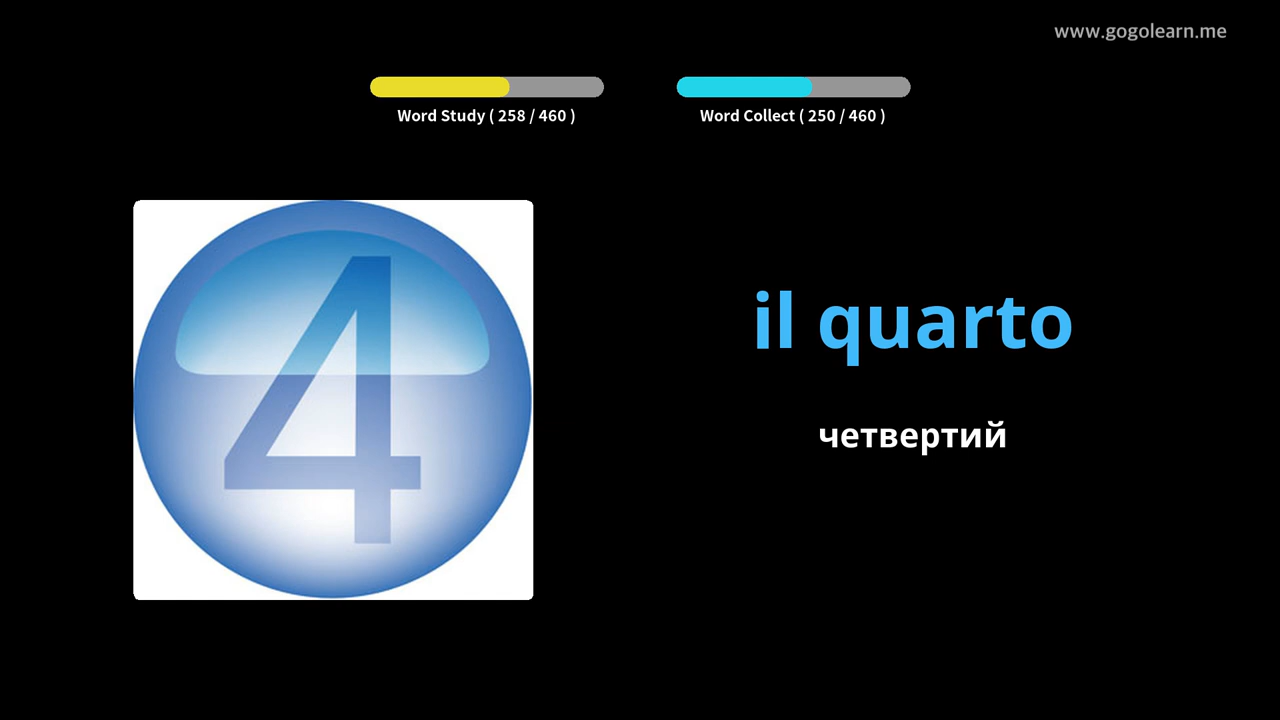 www.gogolearn.me
Word Study ( 258 / 460 )
Word Collect ( 250 / 460 )
4
il quarto
четвертий